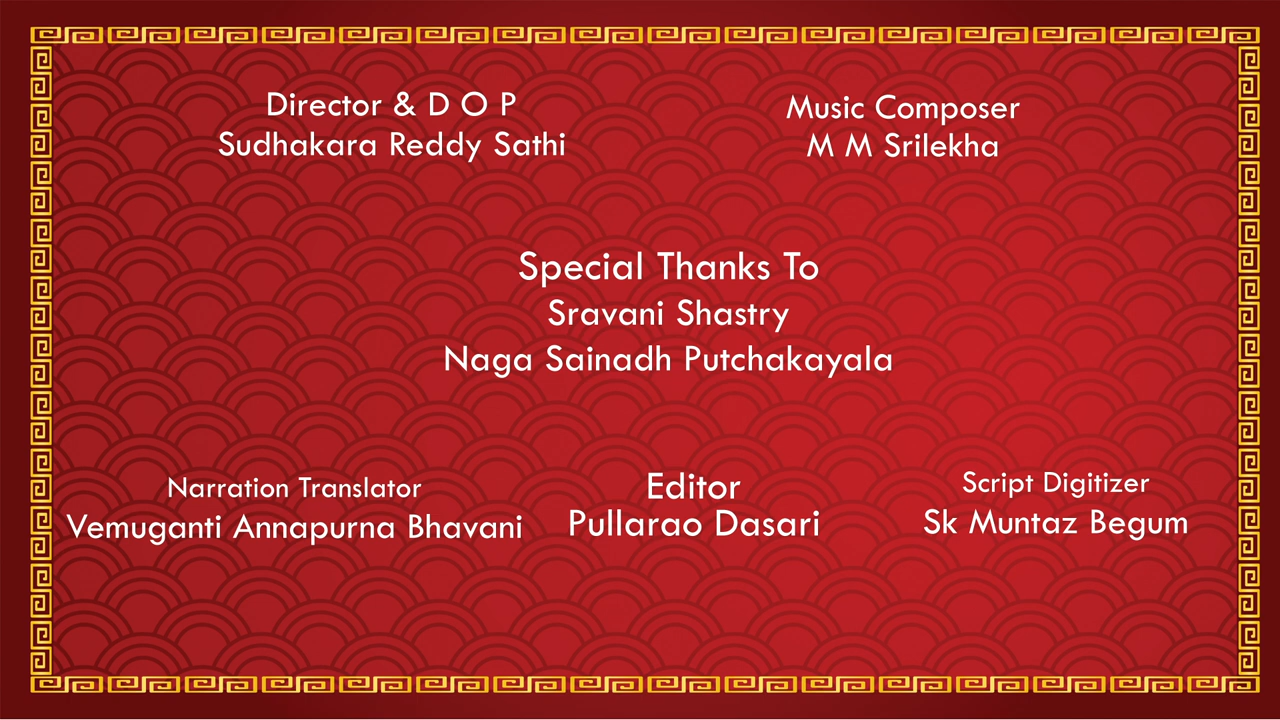 Director & D O P
Sudhakara Reddy Sathi
Music Composer
M M Srilekha
Special Thanks To
Sravani Shastry
Naga Sainadh Putchakayala
Narration Translator
Vemuganti Annapurna Bhavani
Editor
Pullarao Dasari
Script Digitizer
Sk Muntaz Begum